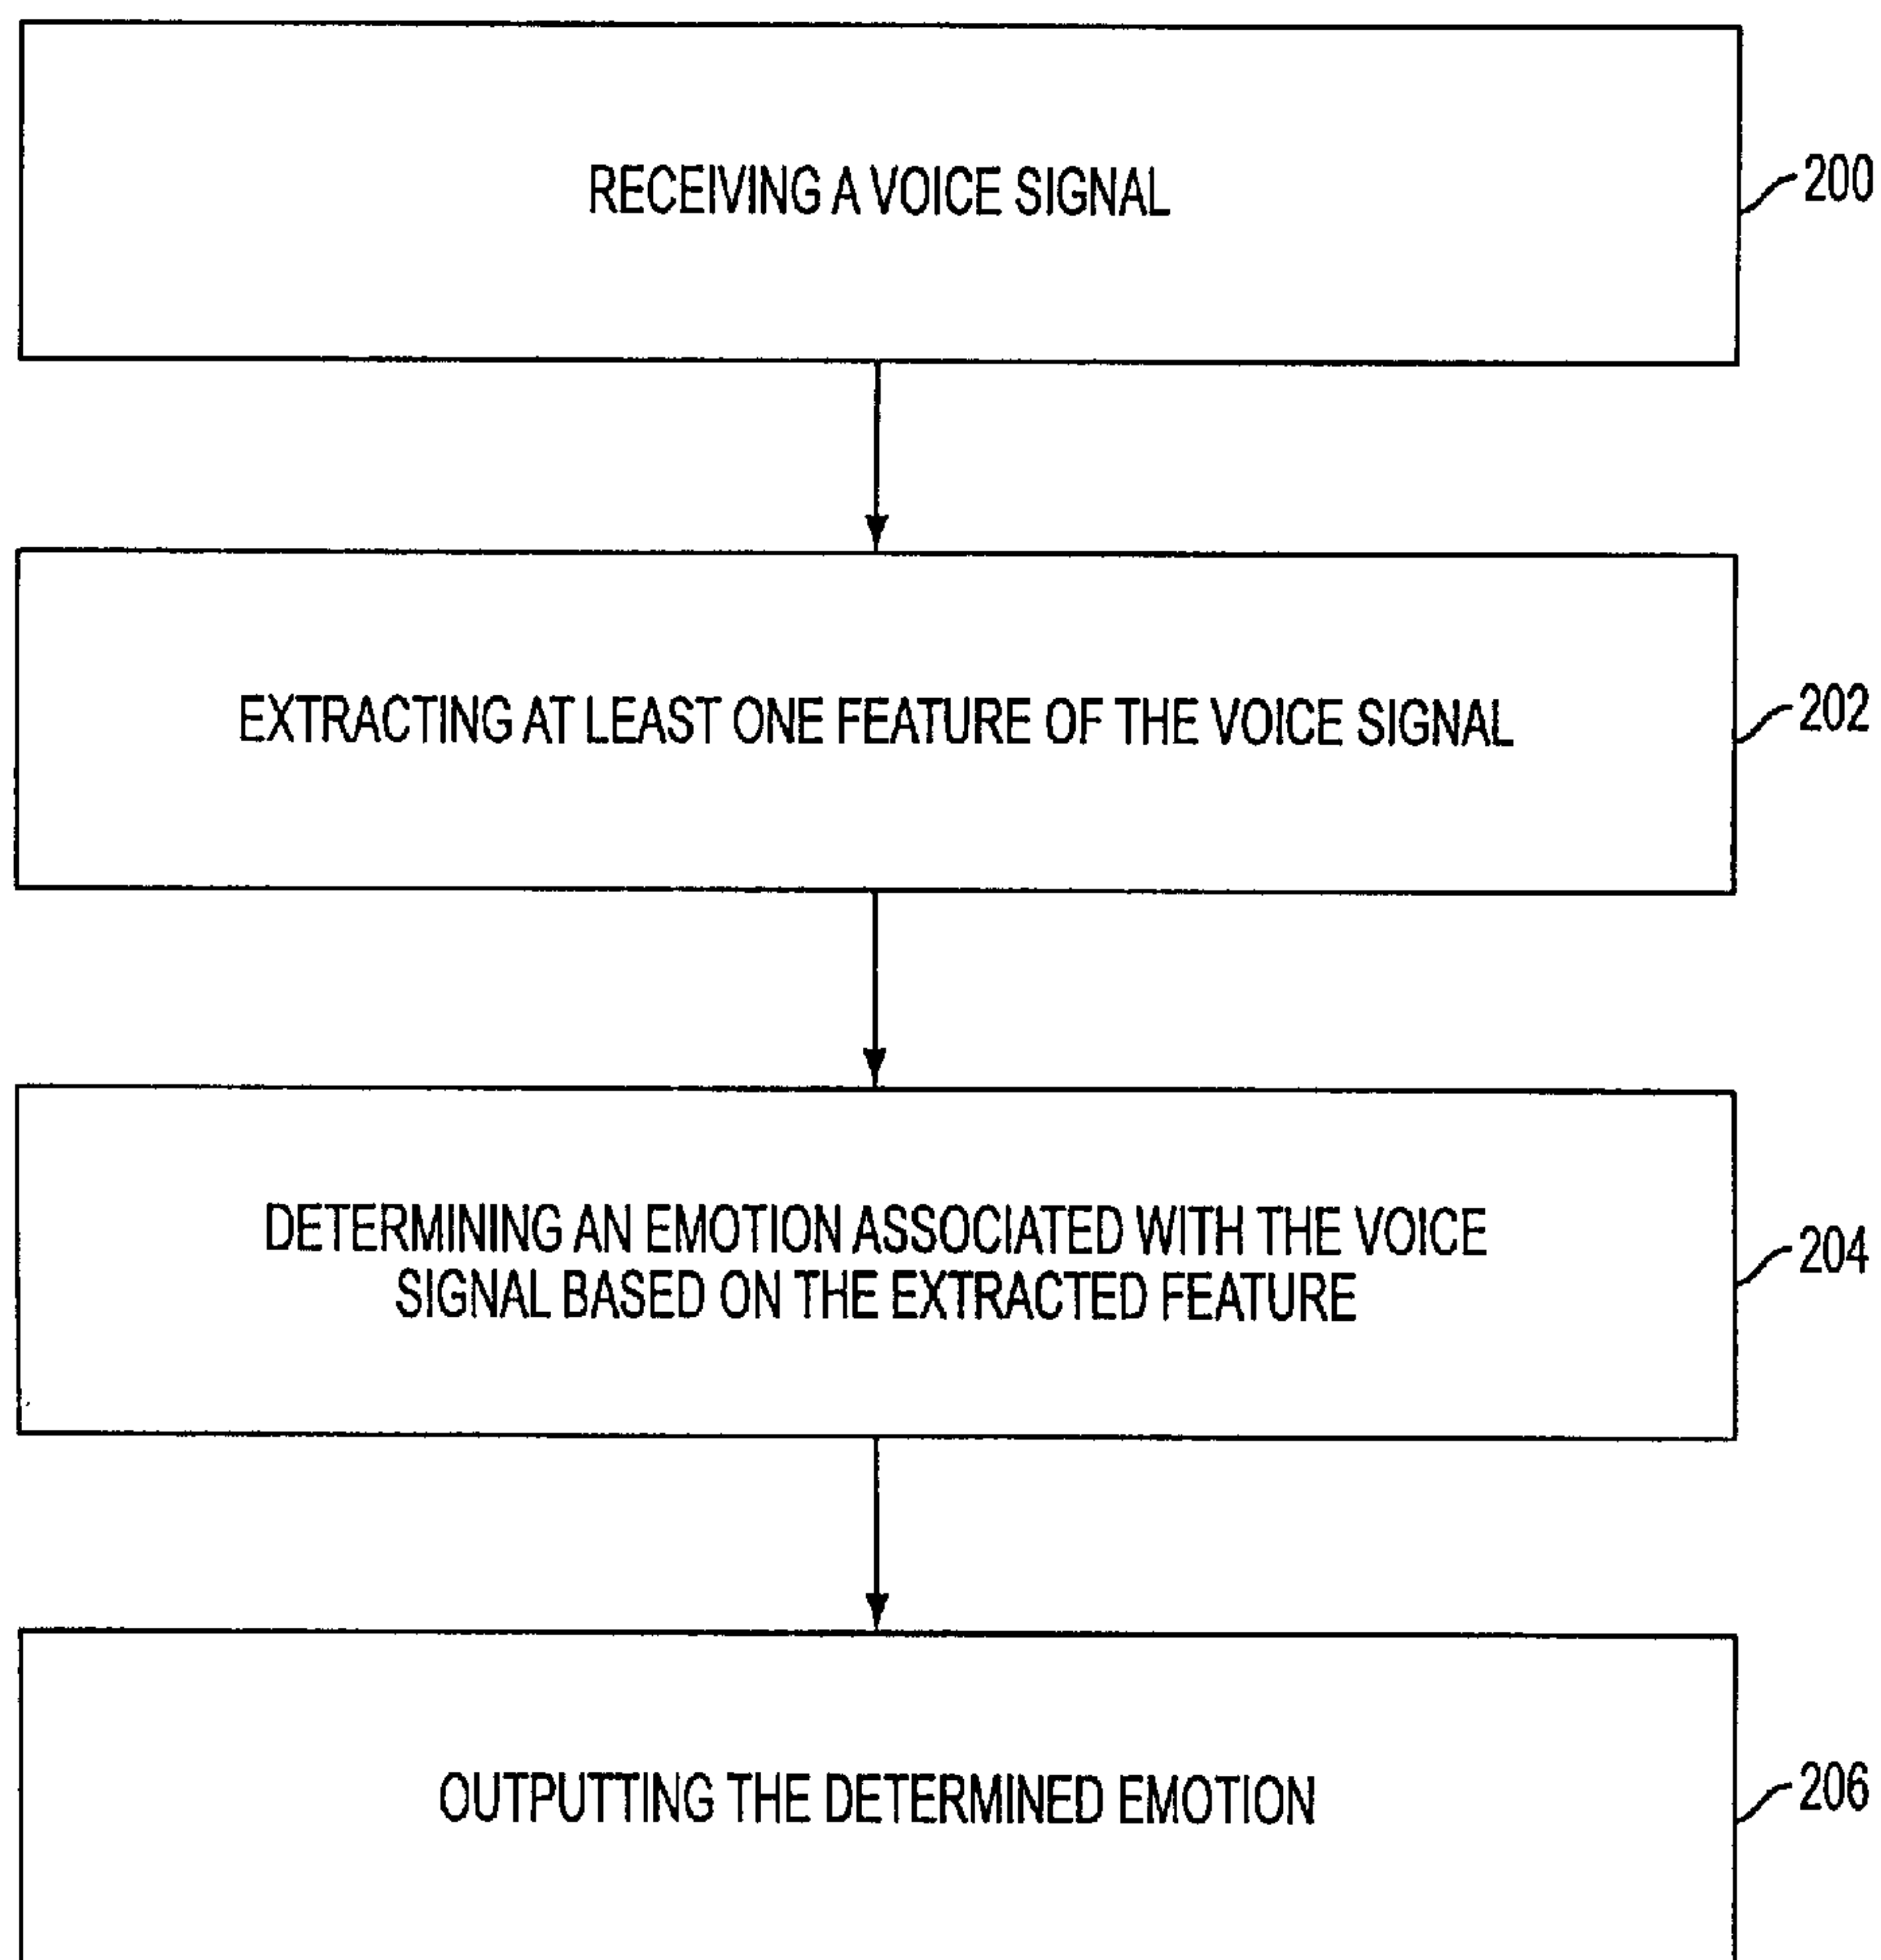 RECEIVING A VOICE SIGNAL
200
EXTRACTING AT LEAST ONE FEATURE OF THE VOICE SIGNAL
202
DETERMINING AN EMOTION ASSOCIATED WITH THE VOICE
SIGNAL BASED ON THE EXTRACTED FEATURE
204
OUTPUTTING THE DETERMINED EMOTION
206